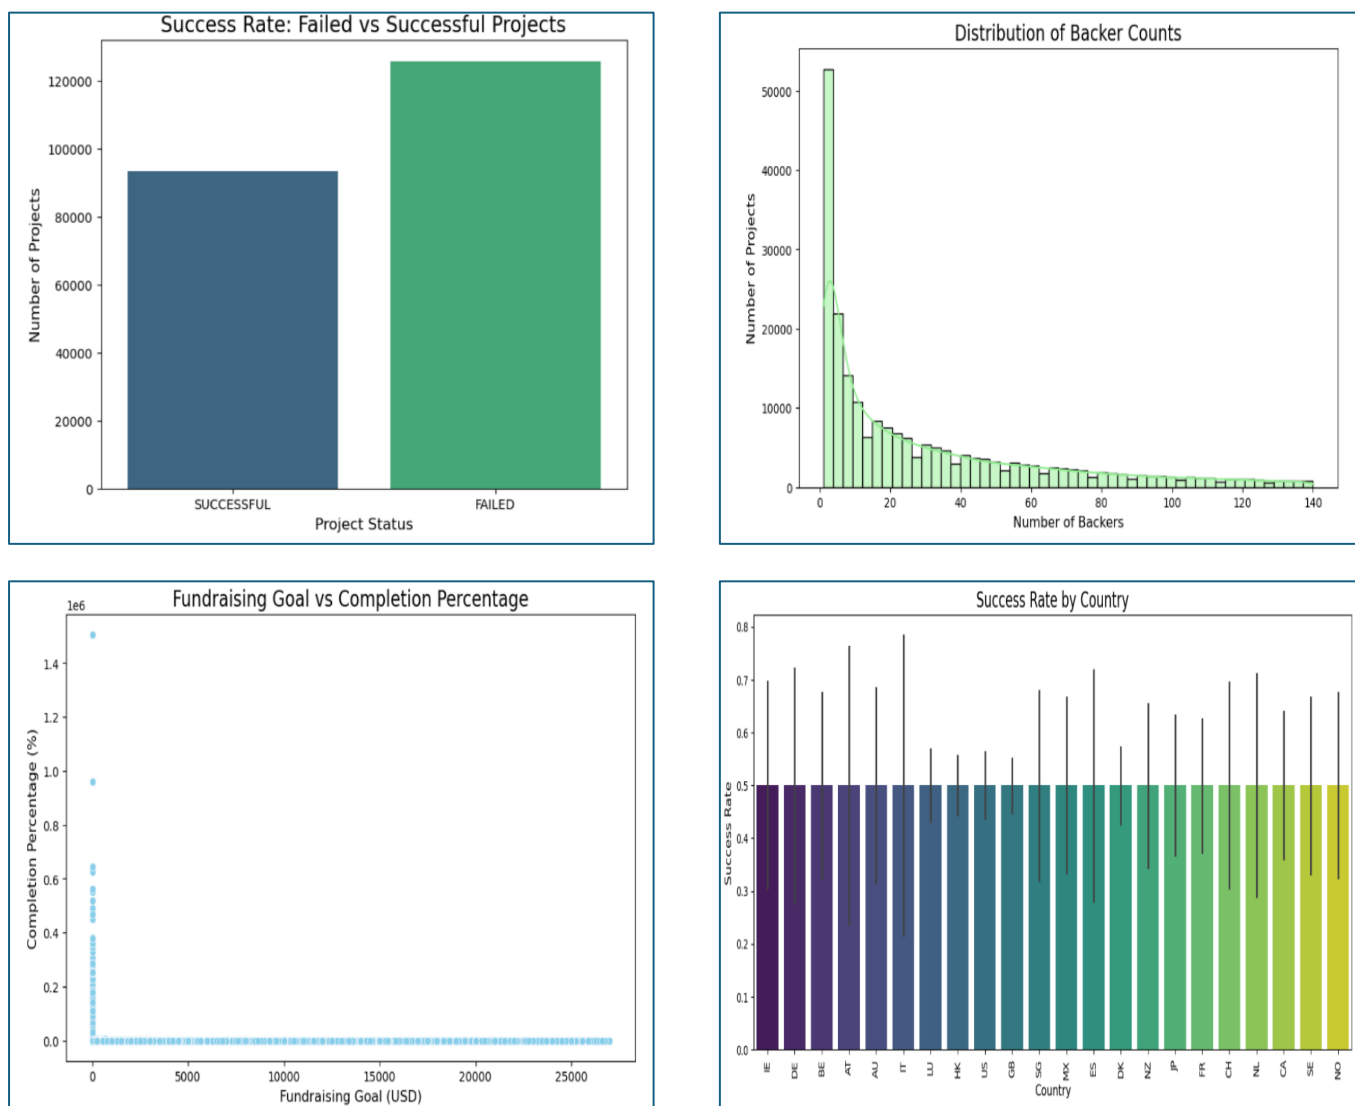 Success Rate: Failed vs Successful Projects
Number of Projects
120000
100000
80000
60000
40000
20000
0
SUCCESSFUL
FAILED
Project Status
Distribution of Backer Counts
Number of Projects
50000
40000
30000
20000
10000
0
0 20 40 60 80 100 120 140
Number of Backers
Fundraising Goal vs Completion Percentage
1e6
Completion Percentage (%)
1.4
1.2
1.0
0.8
0.6
0.4
0.2
0.0
0 5000 10000 15000 20000 25000
Fundraising Goal (USD)
Success Rate by Country
Success Rate
0.8
0.7
0.6
0.5
0.4
0.3
0.2
0.1
0.0
IE DE BE AT AU IT LU HK US GB SG MX ES DK NZ JP FR CH NL CA SE NO
Country